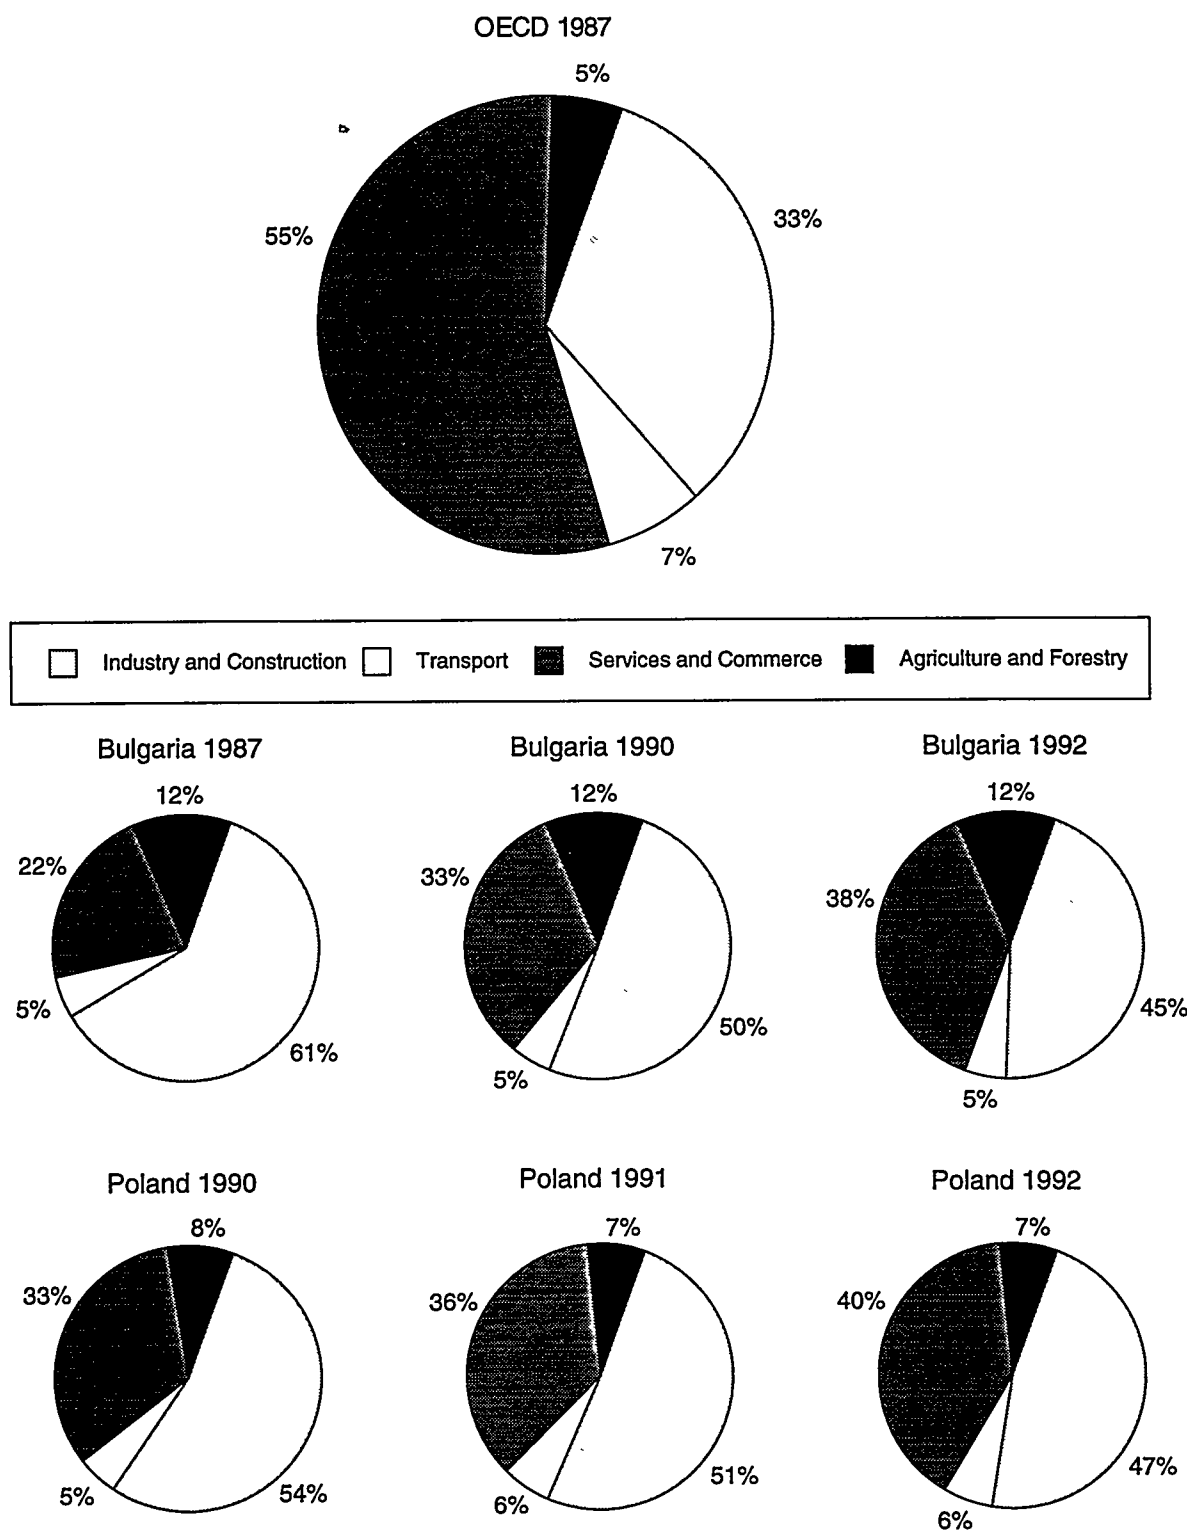 OECD 1987
5%
33%
55%
7%
Industry and Construction Transport Services and Commerce Agriculture and Forestry
Bulgaria 1987 Bulgaria 1990 Bulgaria 1992
12% 12% 12%
22% 33% 38%
5% 61% 5% 50% 5% 45%
Poland 1990 Poland 1991 Poland 1992
8% 7% 7%
33% 36% 40%
5% 54% 6% 51% 6% 47%